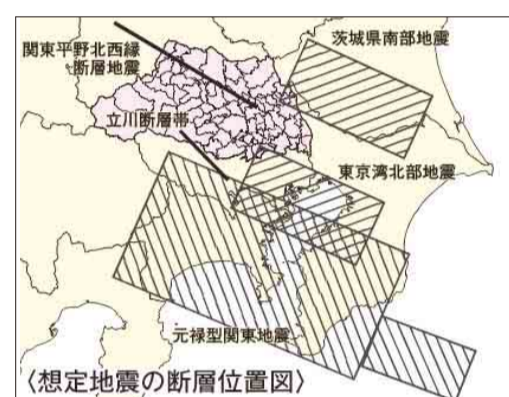 関東平野北西縁
断層地震
茨城県南部地震
立川断層帯
東京湾北部地震
元禄型関東地震
〈想定地震の断層位置図〉